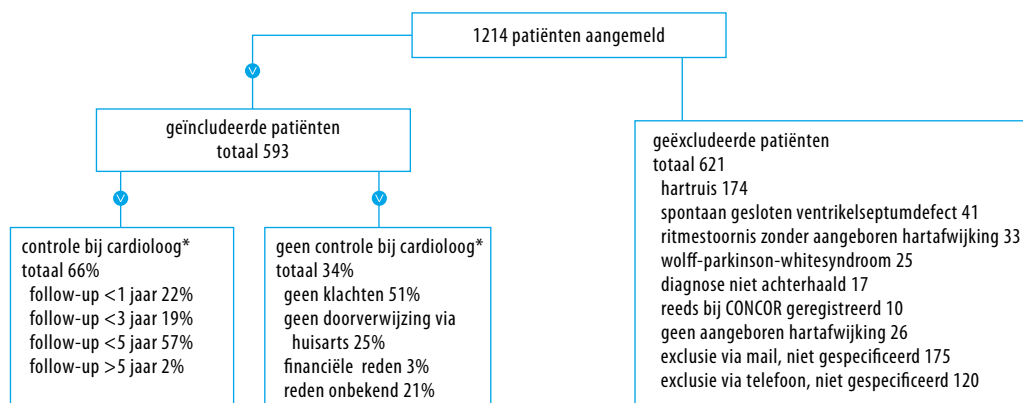 1214 patiënten aangemeld
geïncludeerde patiënten
totaal 593
controle bij cardioloog*
totaal 66%
follow-up <1 jaar 22%
follow-up <3 jaar 19%
follow-up <5 jaar 57%
follow-up >5 jaar 2%
geen controle bij cardioloog*
totaal 34%
geen klachten 51%
geen doorverwijzing via
huisarts 25%
financiële reden 3%
reden onbekend 21%
geëxcludeerde patiënten
totaal 621
hartruis 174
spontaan gesloten ventrikelseptumdefect 41
ritmestoornis zonder aangeboren hartafwijking 33
wolff-parkinson-whitesyndroom 25
diagnose niet achterhaald 17
reeds bij CONCOR geregistreerd 10
geen aangeboren hartafwijking 26
exclusie via mail, niet gespecificeerd 175
exclusie via telefoon, niet gespecificeerd 120